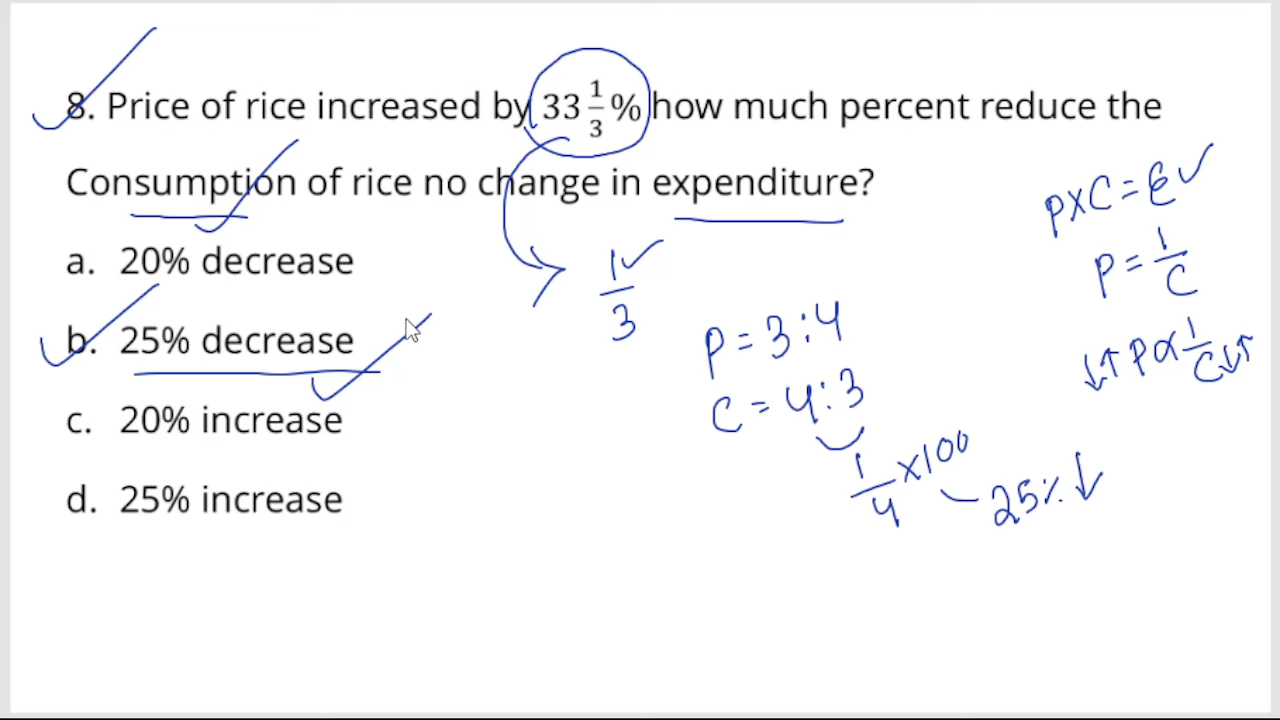 8. Price of rice increased by 33 1/3 % how much percent reduce the
Consumption of rice no change in expenditure?
a. 20% decrease
b. 25% decrease
c. 20% increase
d. 25% increase
1/3
P = 3:4
C = 4:3
1/4 ×100
25% ↓
P×C = E
P = 1/C
↓↑ P ∝ 1/C ↓↑